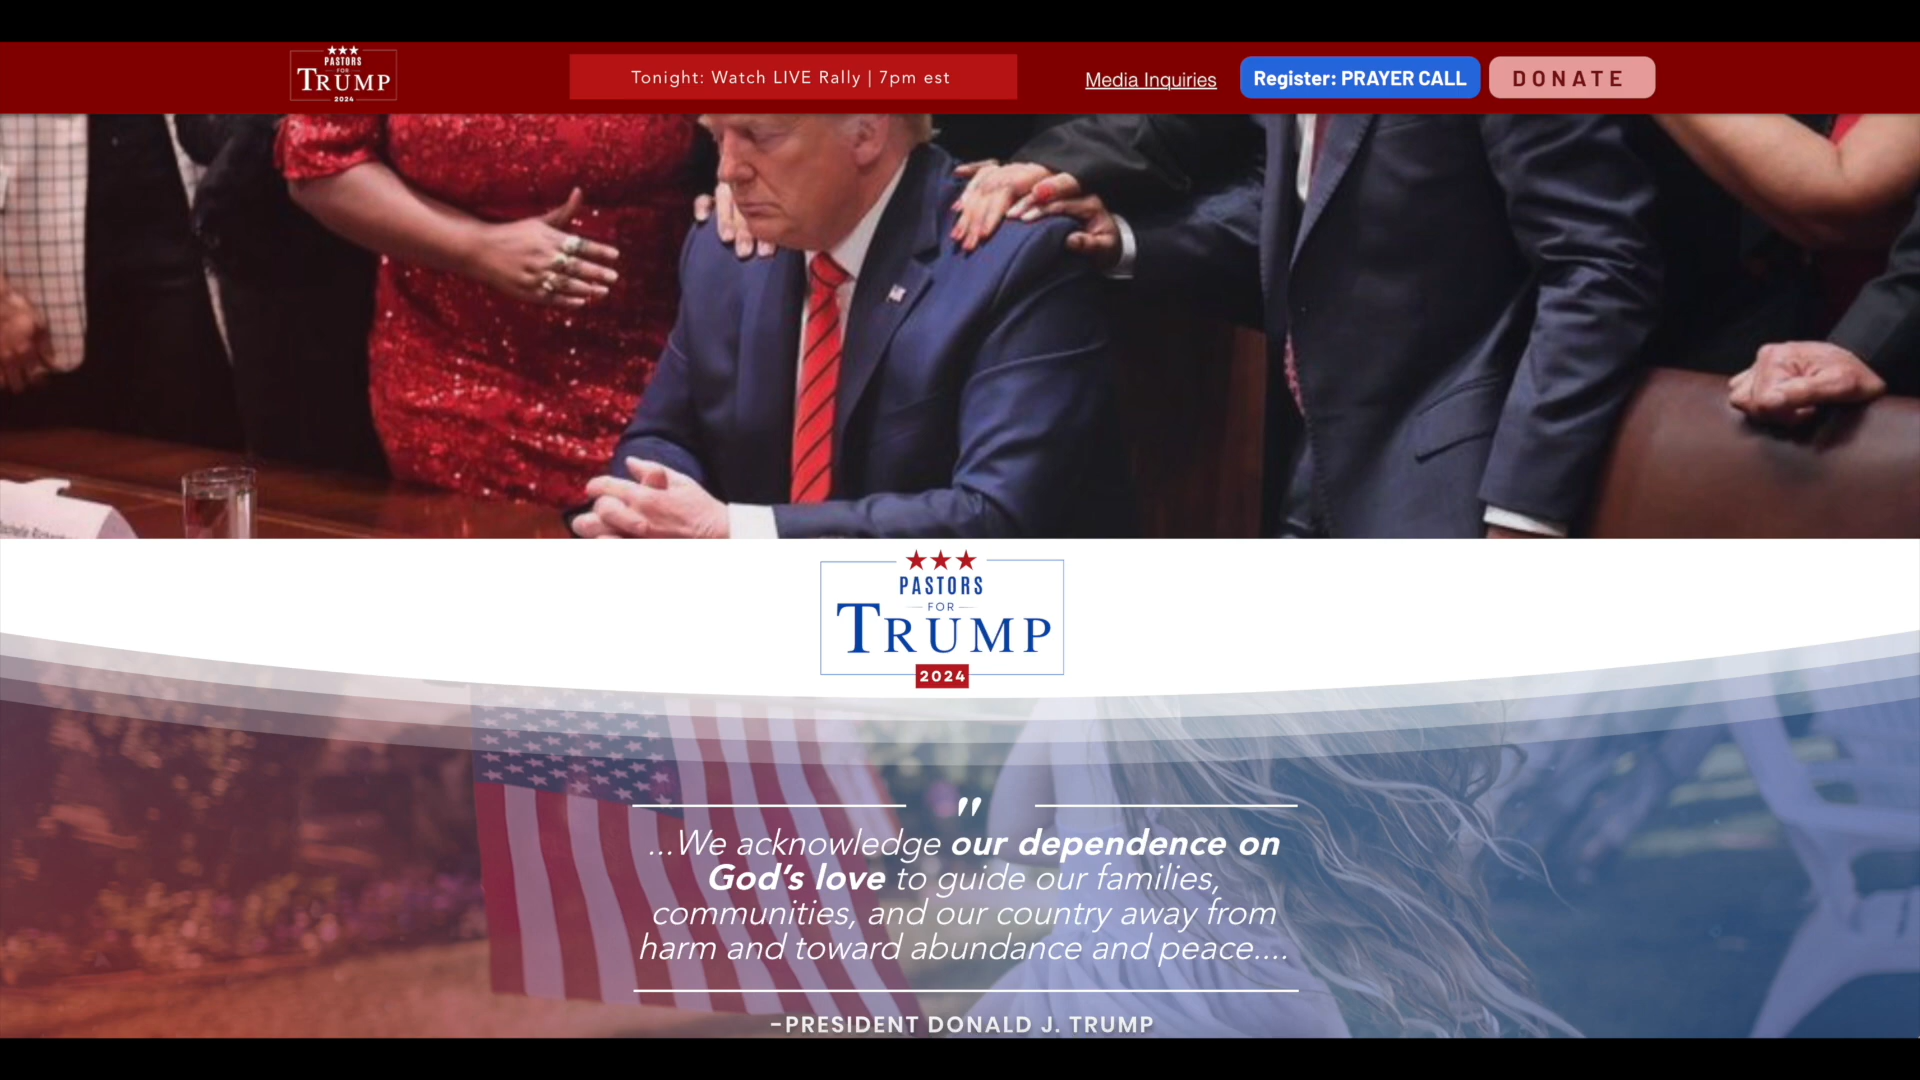 PASTORS
FOR
TRUMP
2024
Tonight: Watch LIVE Rally | 7pm est
Media Inquiries
Register: PRAYER CALL
DONATE
PASTORS
FOR
TRUMP
2024
"
...We acknowledge our dependence on
God's love to guide our families,
communities, and our country away from
harm and toward abundance and peace....
-PRESIDENT DONALD J. TRUMP